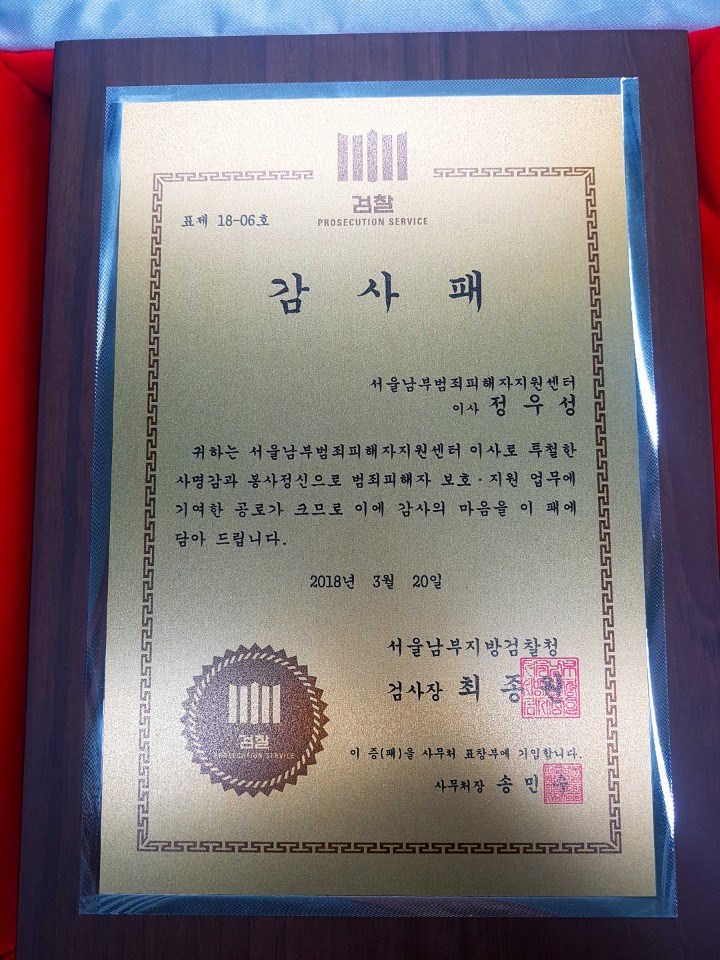 검찰
PROSECUTION SERVICE
표제 18-06호
감 사 패
서울남부범죄피해자지원센터
이사 정 우 성
귀하는 서울남부범죄피해자지원센터 이사로 투철한
사명감과 봉사정신으로 범죄피해자 보호·지원 업무에
기여한 공로가 크므로 이에 감사의 마음을 이 패에
담아 드립니다.
2018년 3월 20일
서울남부지방검찰청
검사장 최 종 원
이 증(패)을 사무처 표창부에 기입합니다.
사무처장 송 민
검찰
PROSECUTION SERVICE